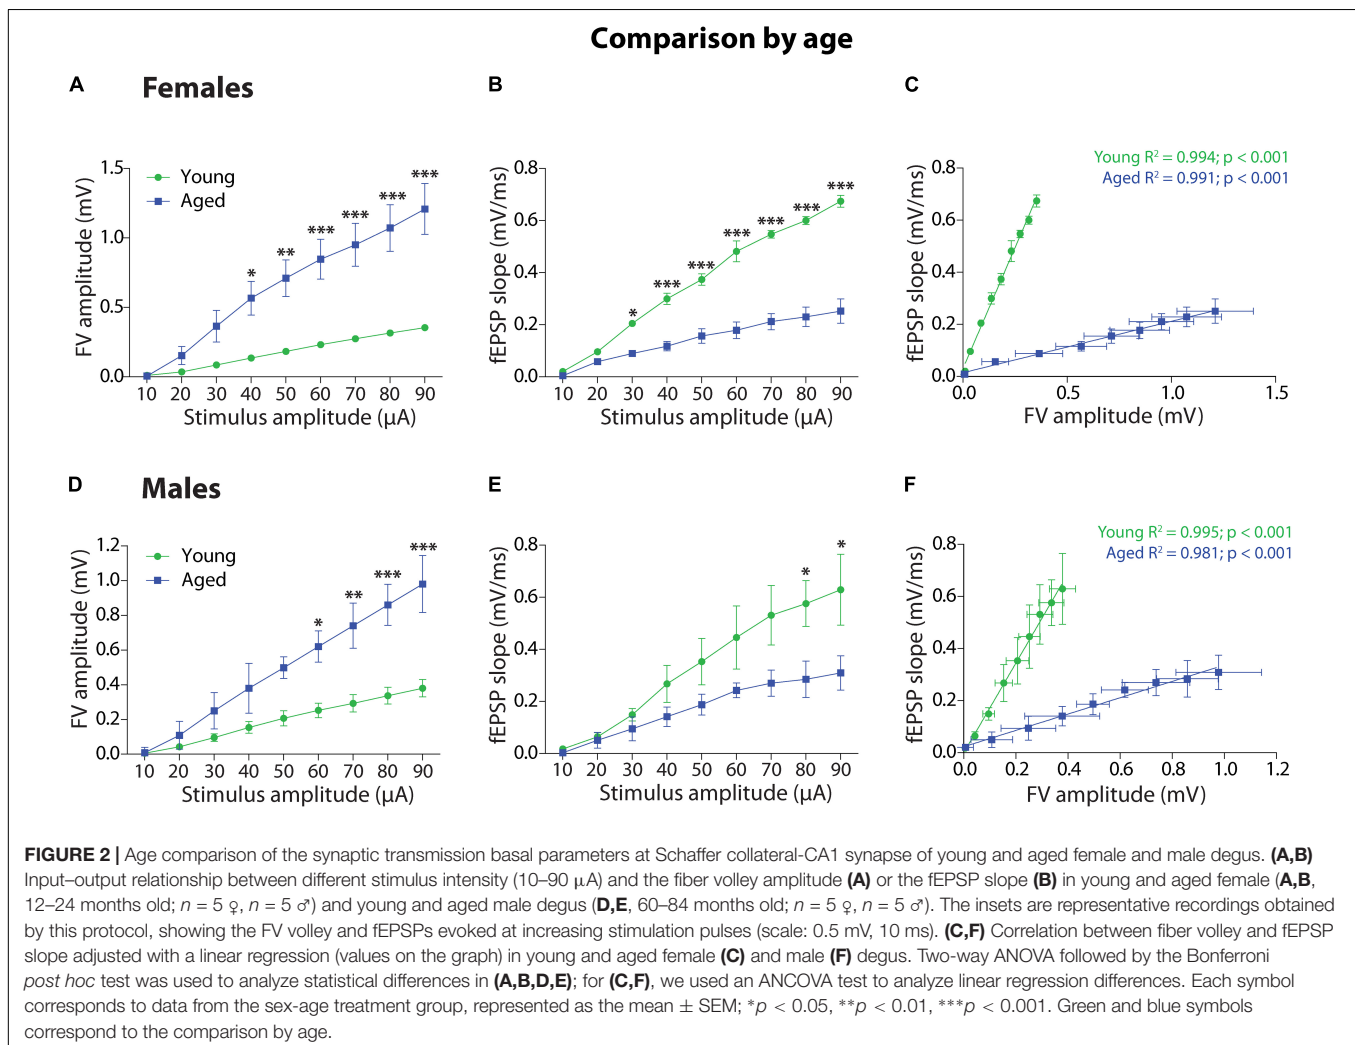 Comparison by age
A Females
Young
Aged
FV amplitude (mV)
1.5
1.0
0.5
0.0
* ** *** *** *** ***
10 20 30 40 50 60 70 80 90
Stimulus amplitude (μA)
B
fEPSP slope (mV/ms)
0.8
0.6
0.4
0.2
0.0
* *** *** *** *** *** ***
10 20 30 40 50 60 70 80 90
Stimulus amplitude (μA)
C
Young R² = 0.994; p < 0.001
Aged R² = 0.991; p < 0.001
fEPSP slope (mV/ms)
0.8
0.6
0.4
0.2
0.0
0.0 0.5 1.0 1.5
FV amplitude (mV)
D Males
Young
Aged
FV amplitude (mV)
1.2
1.0
0.8
0.6
0.4
0.2
0.0
* ** *** ***
10 20 30 40 50 60 70 80 90
Stimulus amplitude (μA)
E
fEPSP slope (mV/ms)
0.8
0.6
0.4
0.2
0.0
* *
10 20 30 40 50 60 70 80 90
Stimulus amplitude (μA)
F
Young R² = 0.995; p < 0.001
Aged R² = 0.981; p < 0.001
fEPSP slope (mV/ms)
0.8
0.6
0.4
0.2
0.0
0.0 0.2 0.4 0.6 0.8 1.0 1.2
FV amplitude (mV)
FIGURE 2 | Age comparison of the synaptic transmission basal parameters at Schaffer collateral-CA1 synapse of young and aged female and male degus. (A,B)
Input–output relationship between different stimulus intensity (10–90 μA) and the fiber volley amplitude (A) or the fEPSP slope (B) in young and aged female (A,B,
12–24 months old; n = 5 ♀, n = 5 ♂) and young and aged male degus (D,E, 60–84 months old; n = 5 ♀, n = 5 ♂). The insets are representative recordings obtained
by this protocol, showing the FV volley and fEPSPs evoked at increasing stimulation pulses (scale: 0.5 mV, 10 ms). (C,F) Correlation between fiber volley and fEPSP
slope adjusted with a linear regression (values on the graph) in young and aged female (C) and male (F) degus. Two-way ANOVA followed by the Bonferroni
post hoc test was used to analyze statistical differences in (A,B,D,E); for (C,F), we used an ANCOVA test to analyze linear regression differences. Each symbol
corresponds to data from the sex-age treatment group, represented as the mean ± SEM; *p < 0.05, **p < 0.01, ***p < 0.001. Green and blue symbols
correspond to the comparison by age.